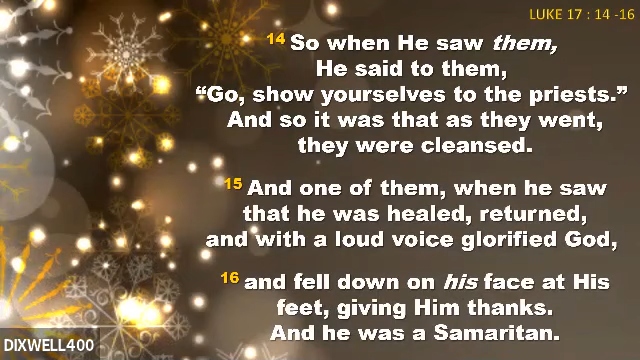 LUKE 17 : 14 -16
14 So when He saw them,
He said to them,
“Go, show yourselves to the priests.”
And so it was that as they went,
they were cleansed.
15 And one of them, when he saw
that he was healed, returned,
and with a loud voice glorified God,
16 and fell down on his face at His
feet, giving Him thanks.
And he was a Samaritan.
DIXWELL400